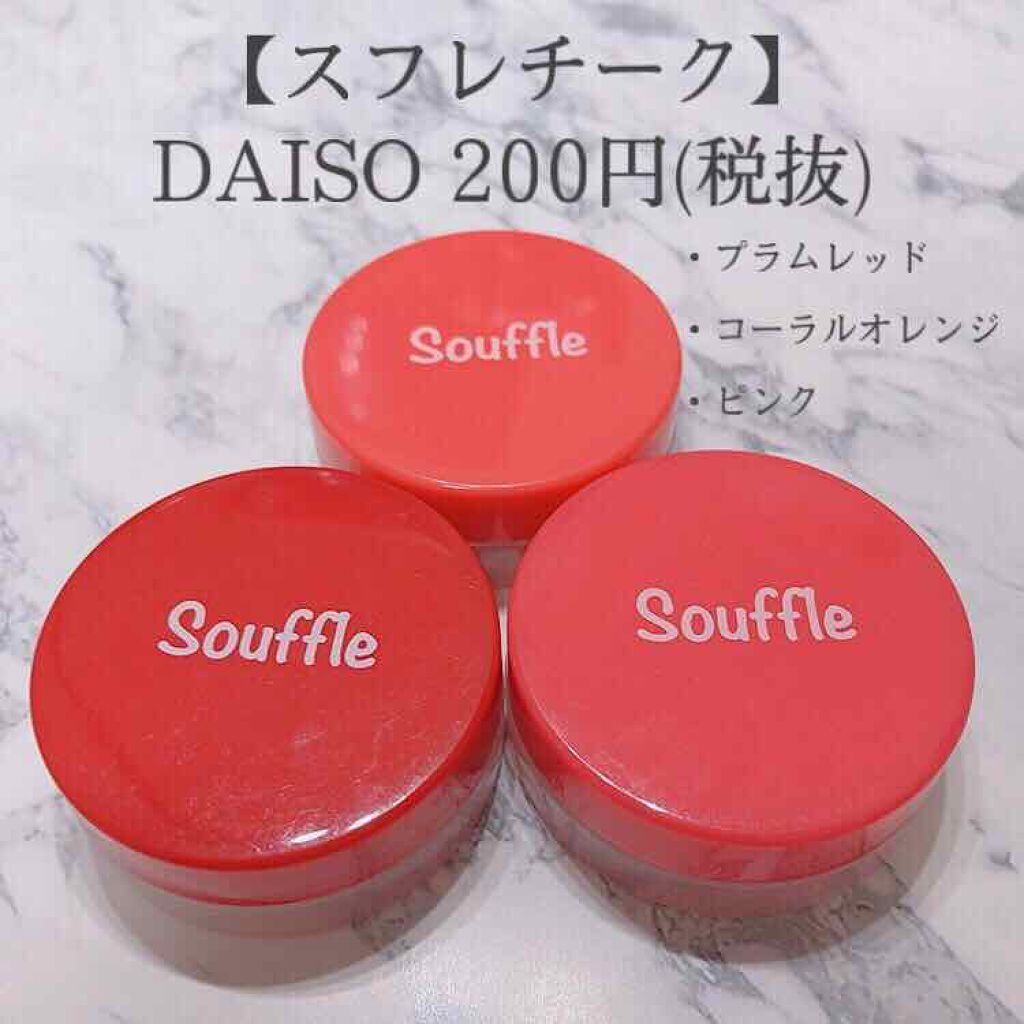 【スフレチーク】
DAISO 200円(税抜)
・プラムレッド
・コーラルオレンジ
・ピンク
Souffle
Souffle
Souffle